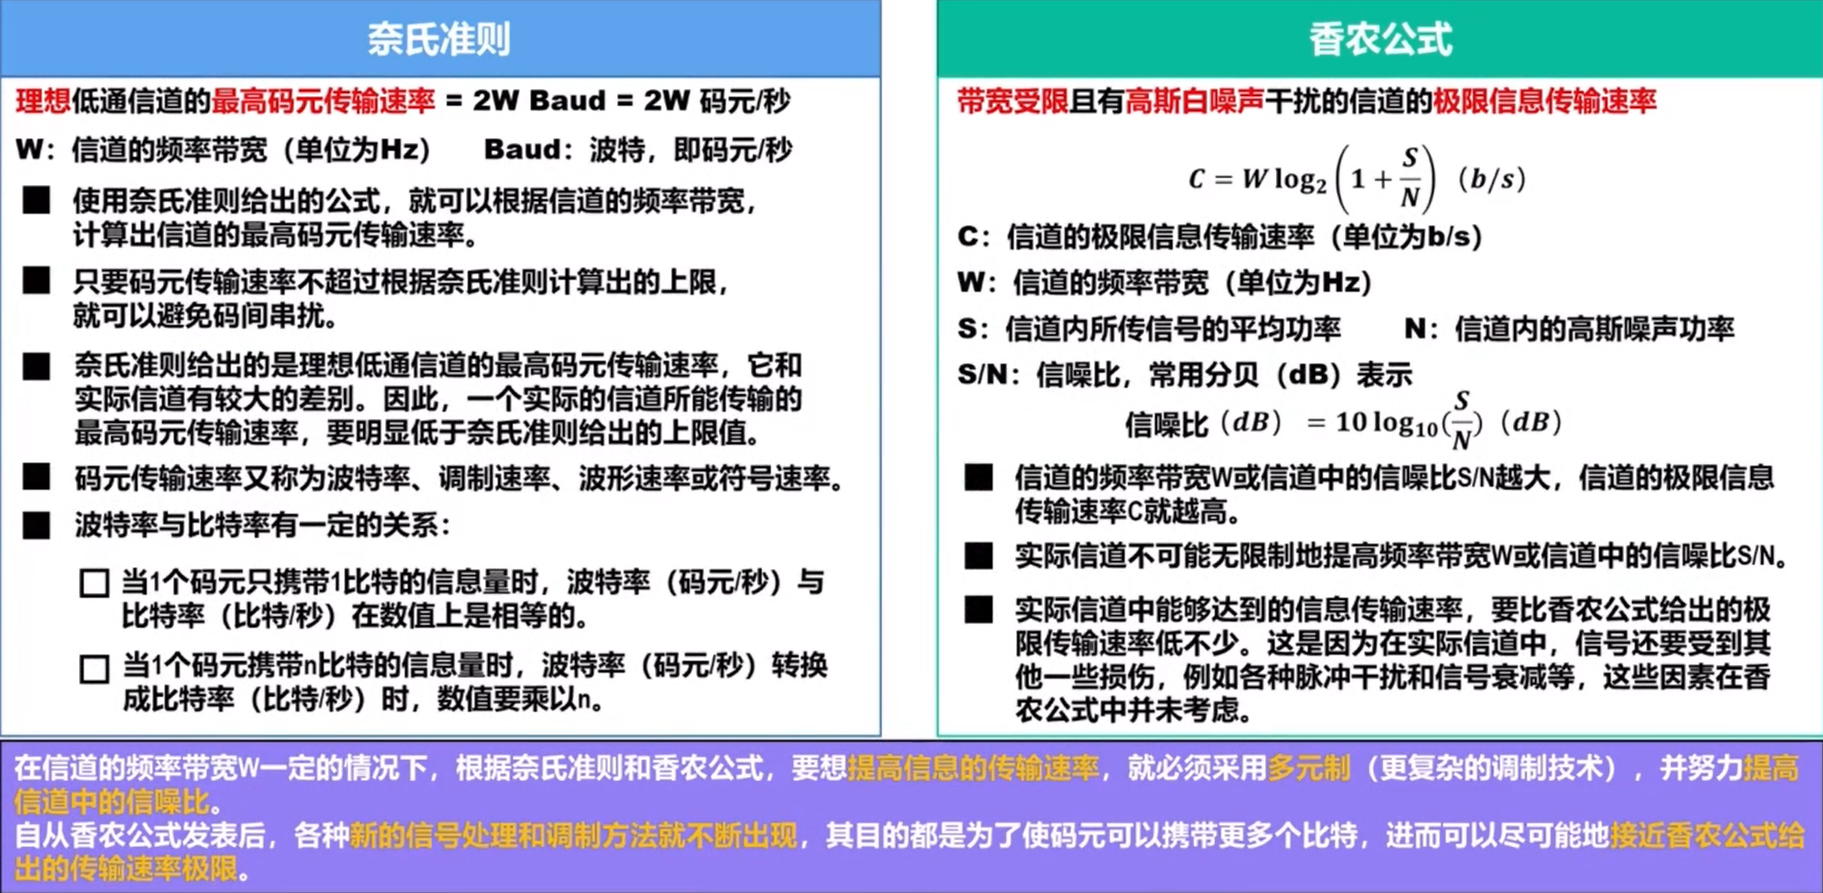 奈氏准则
理想低通信道的最高码元传输速率 = 2W Baud = 2W 码元/秒
W：信道的频率带宽（单位为Hz） Baud：波特，即码元/秒
■ 使用奈氏准则给出的公式，就可以根据信道的频率带宽，
计算出信道的最高码元传输速率。
■ 只要码元传输速率不超过根据奈氏准则计算出的上限，
就可以避免码间串扰。
■ 奈氏准则给出的是理想低通信道的最高码元传输速率，它和
实际信道有较大的差别。因此，一个实际的信道所能传输的
最高码元传输速率，要明显低于奈氏准则给出的上限值。
■ 码元传输速率又称为波特率、调制速率、波形速率或符号速率。
■ 波特率与比特率有一定的关系：
□ 当1个码元只携带1比特的信息量时，波特率（码元/秒）与
比特率（比特/秒）在数值上是相等的。
□ 当1个码元携带n比特的信息量时，波特率（码元/秒）转换
成比特率（比特/秒）时，数值要乘以n。
香农公式
带宽受限且有高斯白噪声干扰的信道的极限信息传输速率
C = W log₂(1 + S/N)（b/s）
C：信道的极限信息传输速率（单位为b/s）
W：信道的频率带宽（单位为Hz）
S：信道内所传信号的平均功率 N：信道内的高斯噪声功率
S/N：信噪比，常用分贝（dB）表示
信噪比（dB） = 10 log₁₀(S/N)（dB）
■ 信道的频率带宽W或信道中的信噪比S/N越大，信道的极限信息
传输速率C就越高。
■ 实际信道不可能无限制地提高频率带宽W或信道中的信噪比S/N。
■ 实际信道中能够达到的信息传输速率，要比香农公式给出的极
限传输速率低不少。这是因为在实际信道中，信号还要受到其
他一些损伤，例如各种脉冲干扰和信号衰减等，这些因素在香
农公式中并未考虑。
在信道的频率带宽W一定的情况下，根据奈氏准则和香农公式，要想提高信息的传输速率，就必须采用多元制（更复杂的调制技术），并努力提高
信道中的信噪比。
自从香农公式发表后，各种新的信号处理和调制方法就不断出现，其目的都是为了使码元可以携带更多个比特，进而可以尽可能地接近香农公式给
出的传输速率极限。